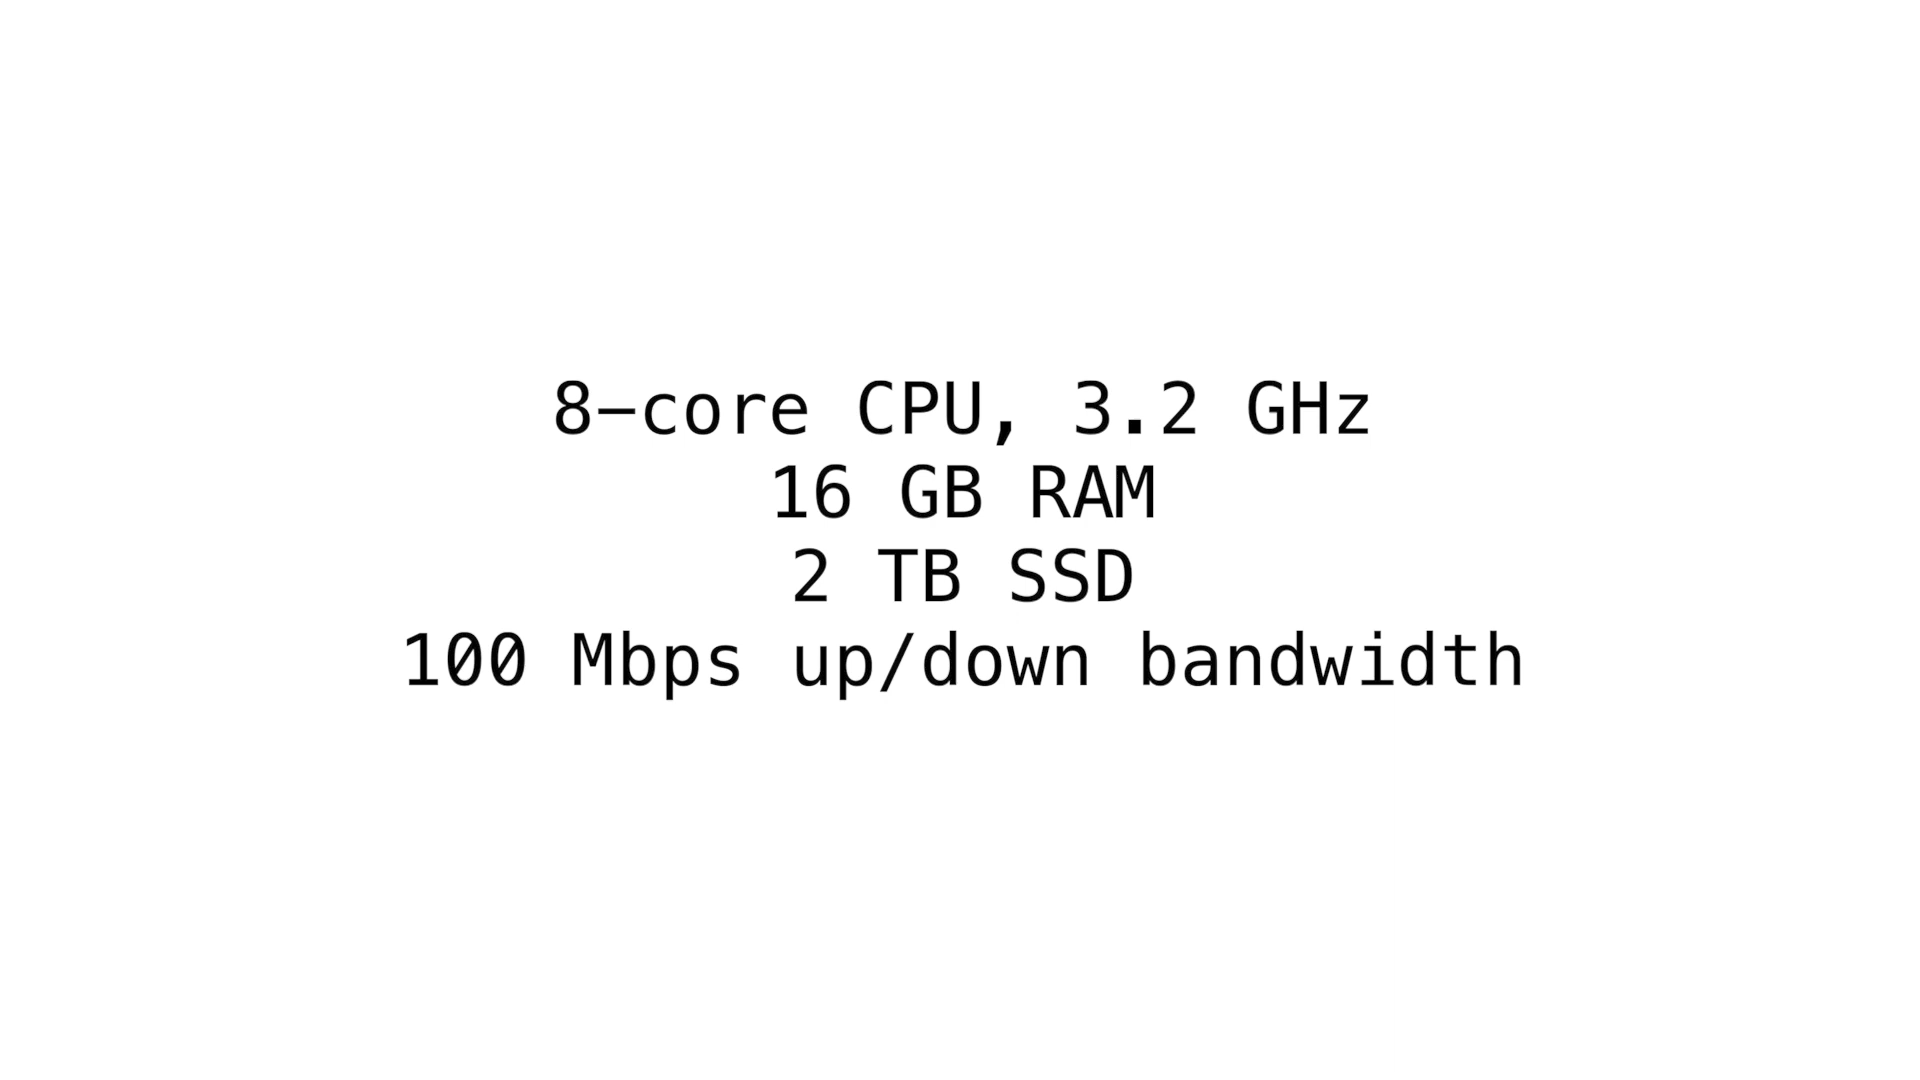 8-core CPU, 3.2 GHz
16 GB RAM
2 TB SSD
100 Mbps up/down bandwidth